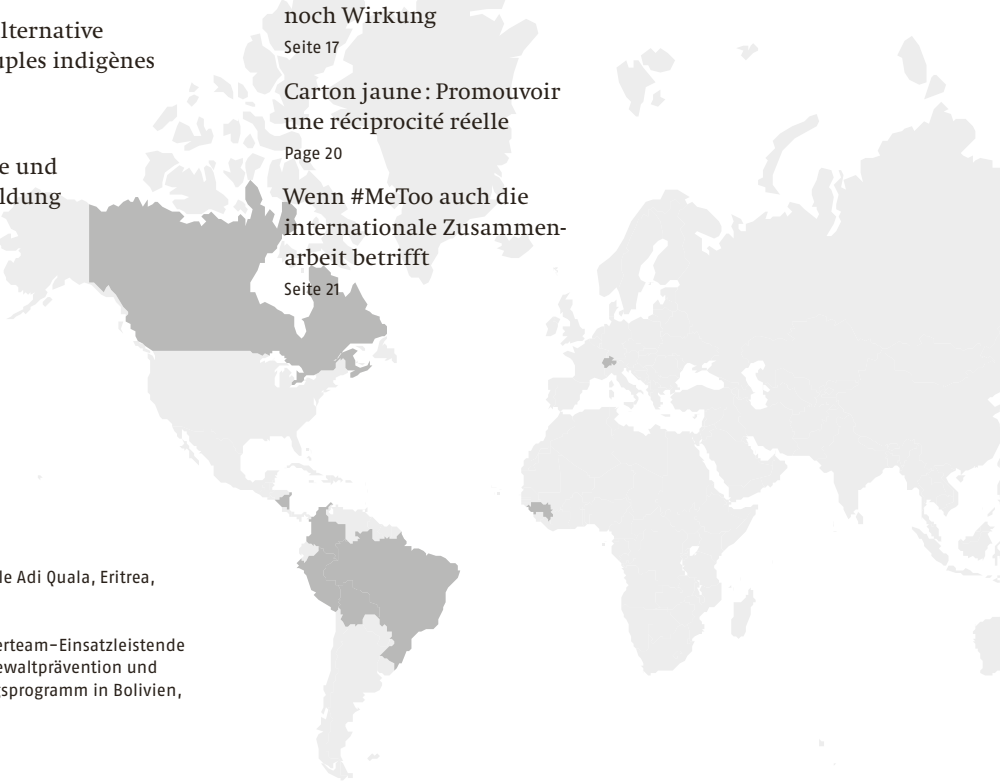 lternative
uples indigènes
e und
ldung
noch Wirkung
Seite 17
Carton jaune : Promouvoir
une réciprocité réelle
Page 20
Wenn #MeToo auch die
internationale Zusammen-
arbeit betrifft
Seite 21
le Adi Quala, Eritrea,
erteam-Einsatzleistende
ewaltprävention und
gsprogramm in Bolivien,